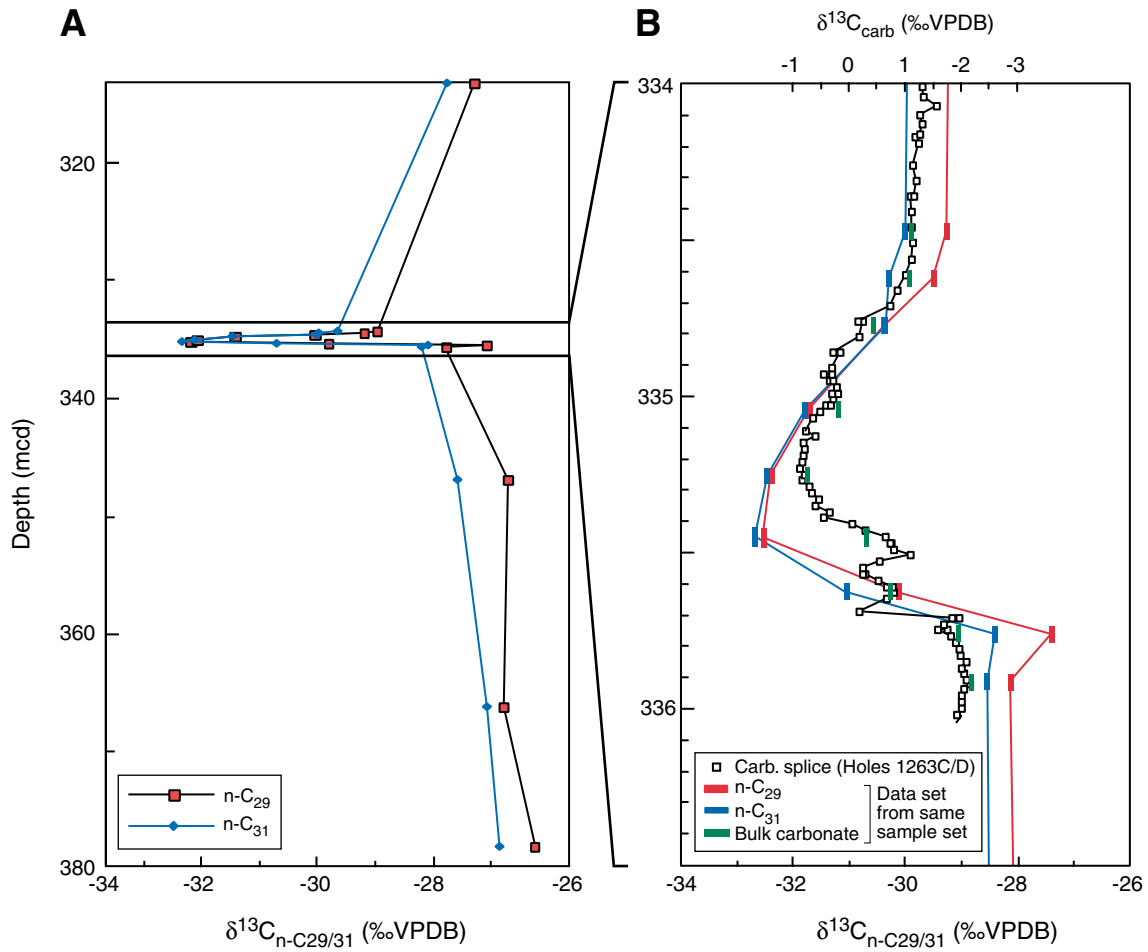 A
320
340
360
380
-34
-32
-30
-28
-26
Depth (mcd)
δ13Cn-C29/31 (‰VPDB)
n-C29
n-C31
B
δ13Ccarb (‰VPDB)
-1 0 1 -2 -3
334
335
336
-34
-32
-30
-28
-26
δ13Cn-C29/31 (‰VPDB)
Carb. splice (Holes 1263C/D)
n-C29
n-C31
Bulk carbonate
Data set
from same
sample set